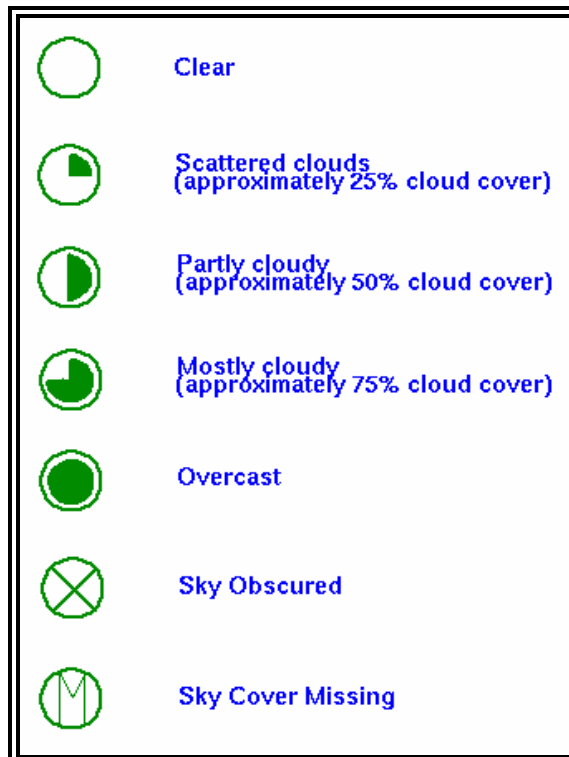 Clear
Scattered clouds
(approximately 25% cloud cover)
Partly cloudy
(approximately 50% cloud cover)
Mostly cloudy
(approximately 75% cloud cover)
Overcast
Sky Obscured
M
Sky Cover Missing